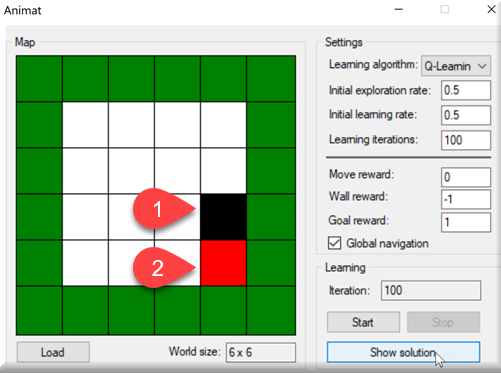 Animat
Map
1
2
Load
World size: 6 x 6
Settings
Learning algorithm: Q-Learnin
Initial exploration rate: 0.5
Initial learning rate: 0.5
Learning iterations: 100
Move reward: 0
Wall reward: -1
Goal reward: 1
Global navigation
Learning
Iteration: 100
Start Stop
Show solution